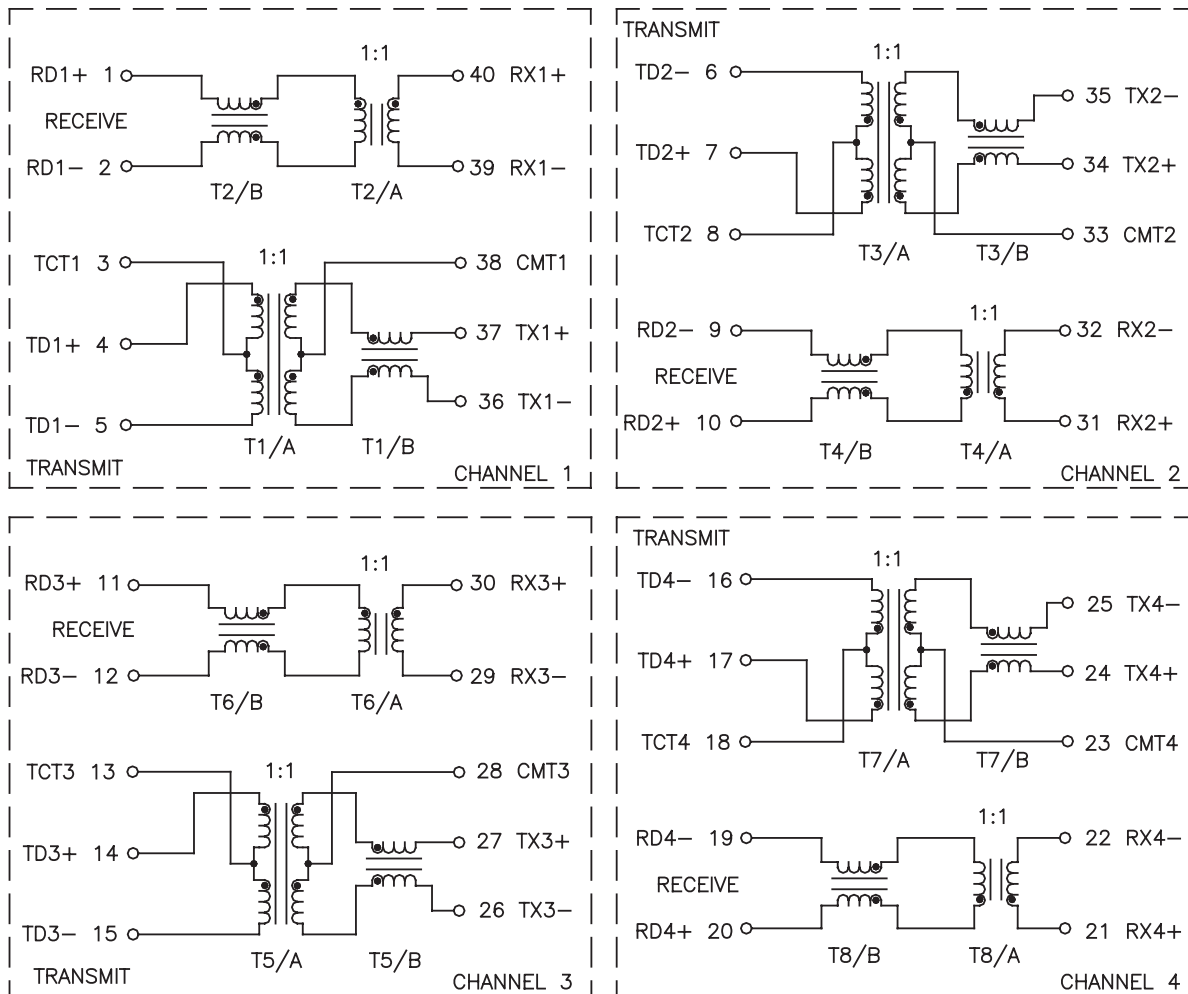 1:1
RD1+ 1
40 RX1+
RECEIVE
RD1- 2
39 RX1-
T2/B
T2/A
1:1
TCT1 3
38 CMT1
TD1+ 4
37 TX1+
36 TX1-
TD1- 5
T1/A
T1/B
TRANSMIT
CHANNEL 1
TRANSMIT
1:1
TD2- 6
35 TX2-
TD2+ 7
34 TX2+
TCT2 8
33 CMT2
T3/A
T3/B
1:1
RD2- 9
32 RX2-
RECEIVE
RD2+ 10
31 RX2+
T4/B
T4/A
CHANNEL 2
1:1
RD3+ 11
30 RX3+
RECEIVE
RD3- 12
29 RX3-
T6/B
T6/A
TCT3 13
1:1
28 CMT3
TD3+ 14
27 TX3+
26 TX3-
TD3- 15
T5/A
T5/B
TRANSMIT
CHANNEL 3
TRANSMIT
1:1
TD4- 16
25 TX4-
TD4+ 17
24 TX4+
TCT4 18
23 CMT4
T7/A
T7/B
1:1
RD4- 19
22 RX4-
RECEIVE
RD4+ 20
21 RX4+
T8/B
T8/A
CHANNEL 4